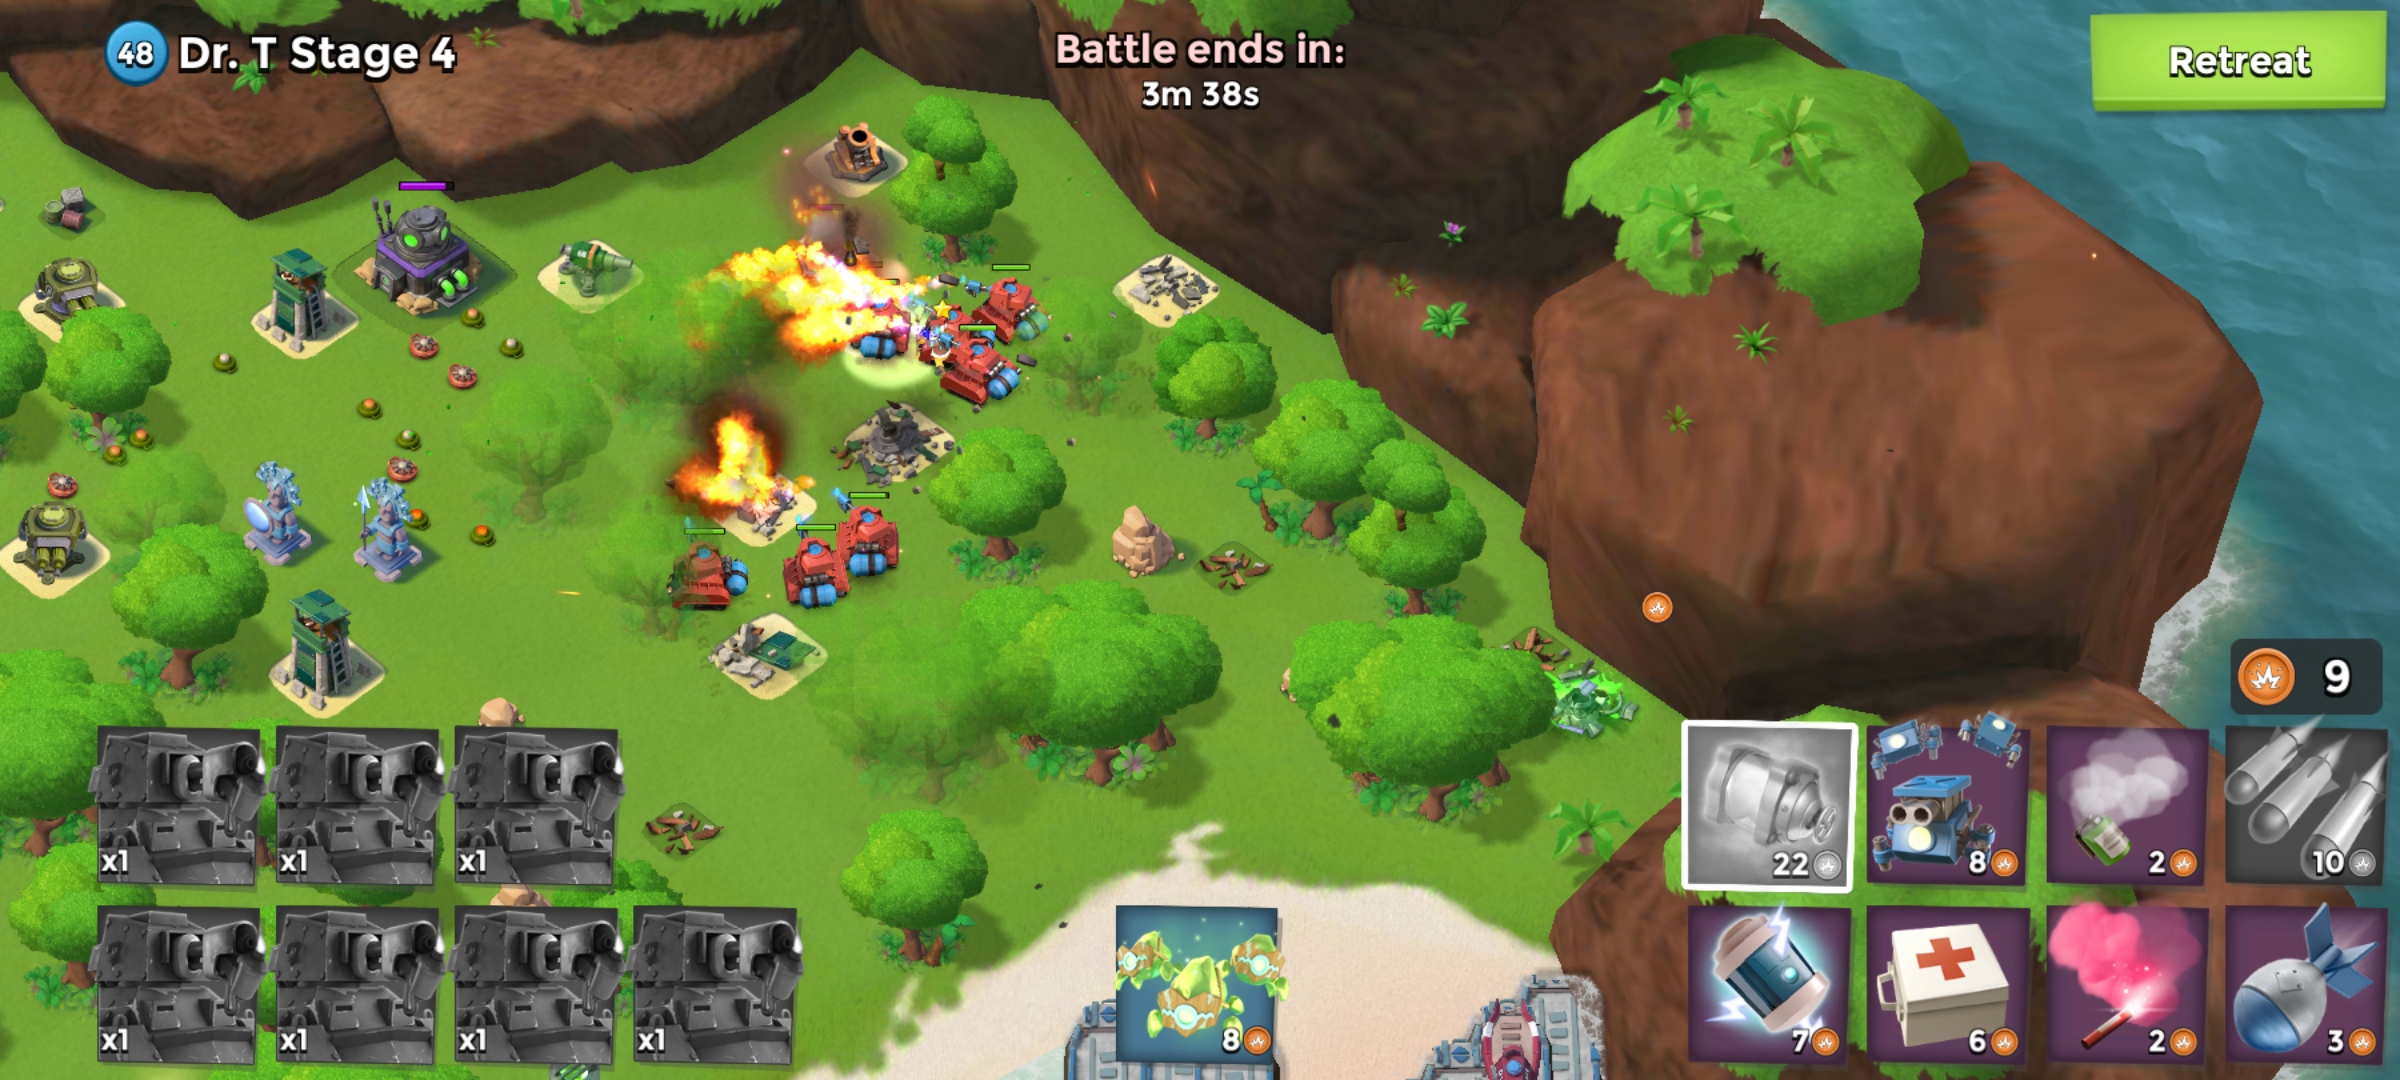 48 Dr. T Stage 4
Battle ends in:
3m 38s
Retreat
9
x1 x1 x1
22 8 2 10
x1 x1 x1 x1
8
7 6 2 3